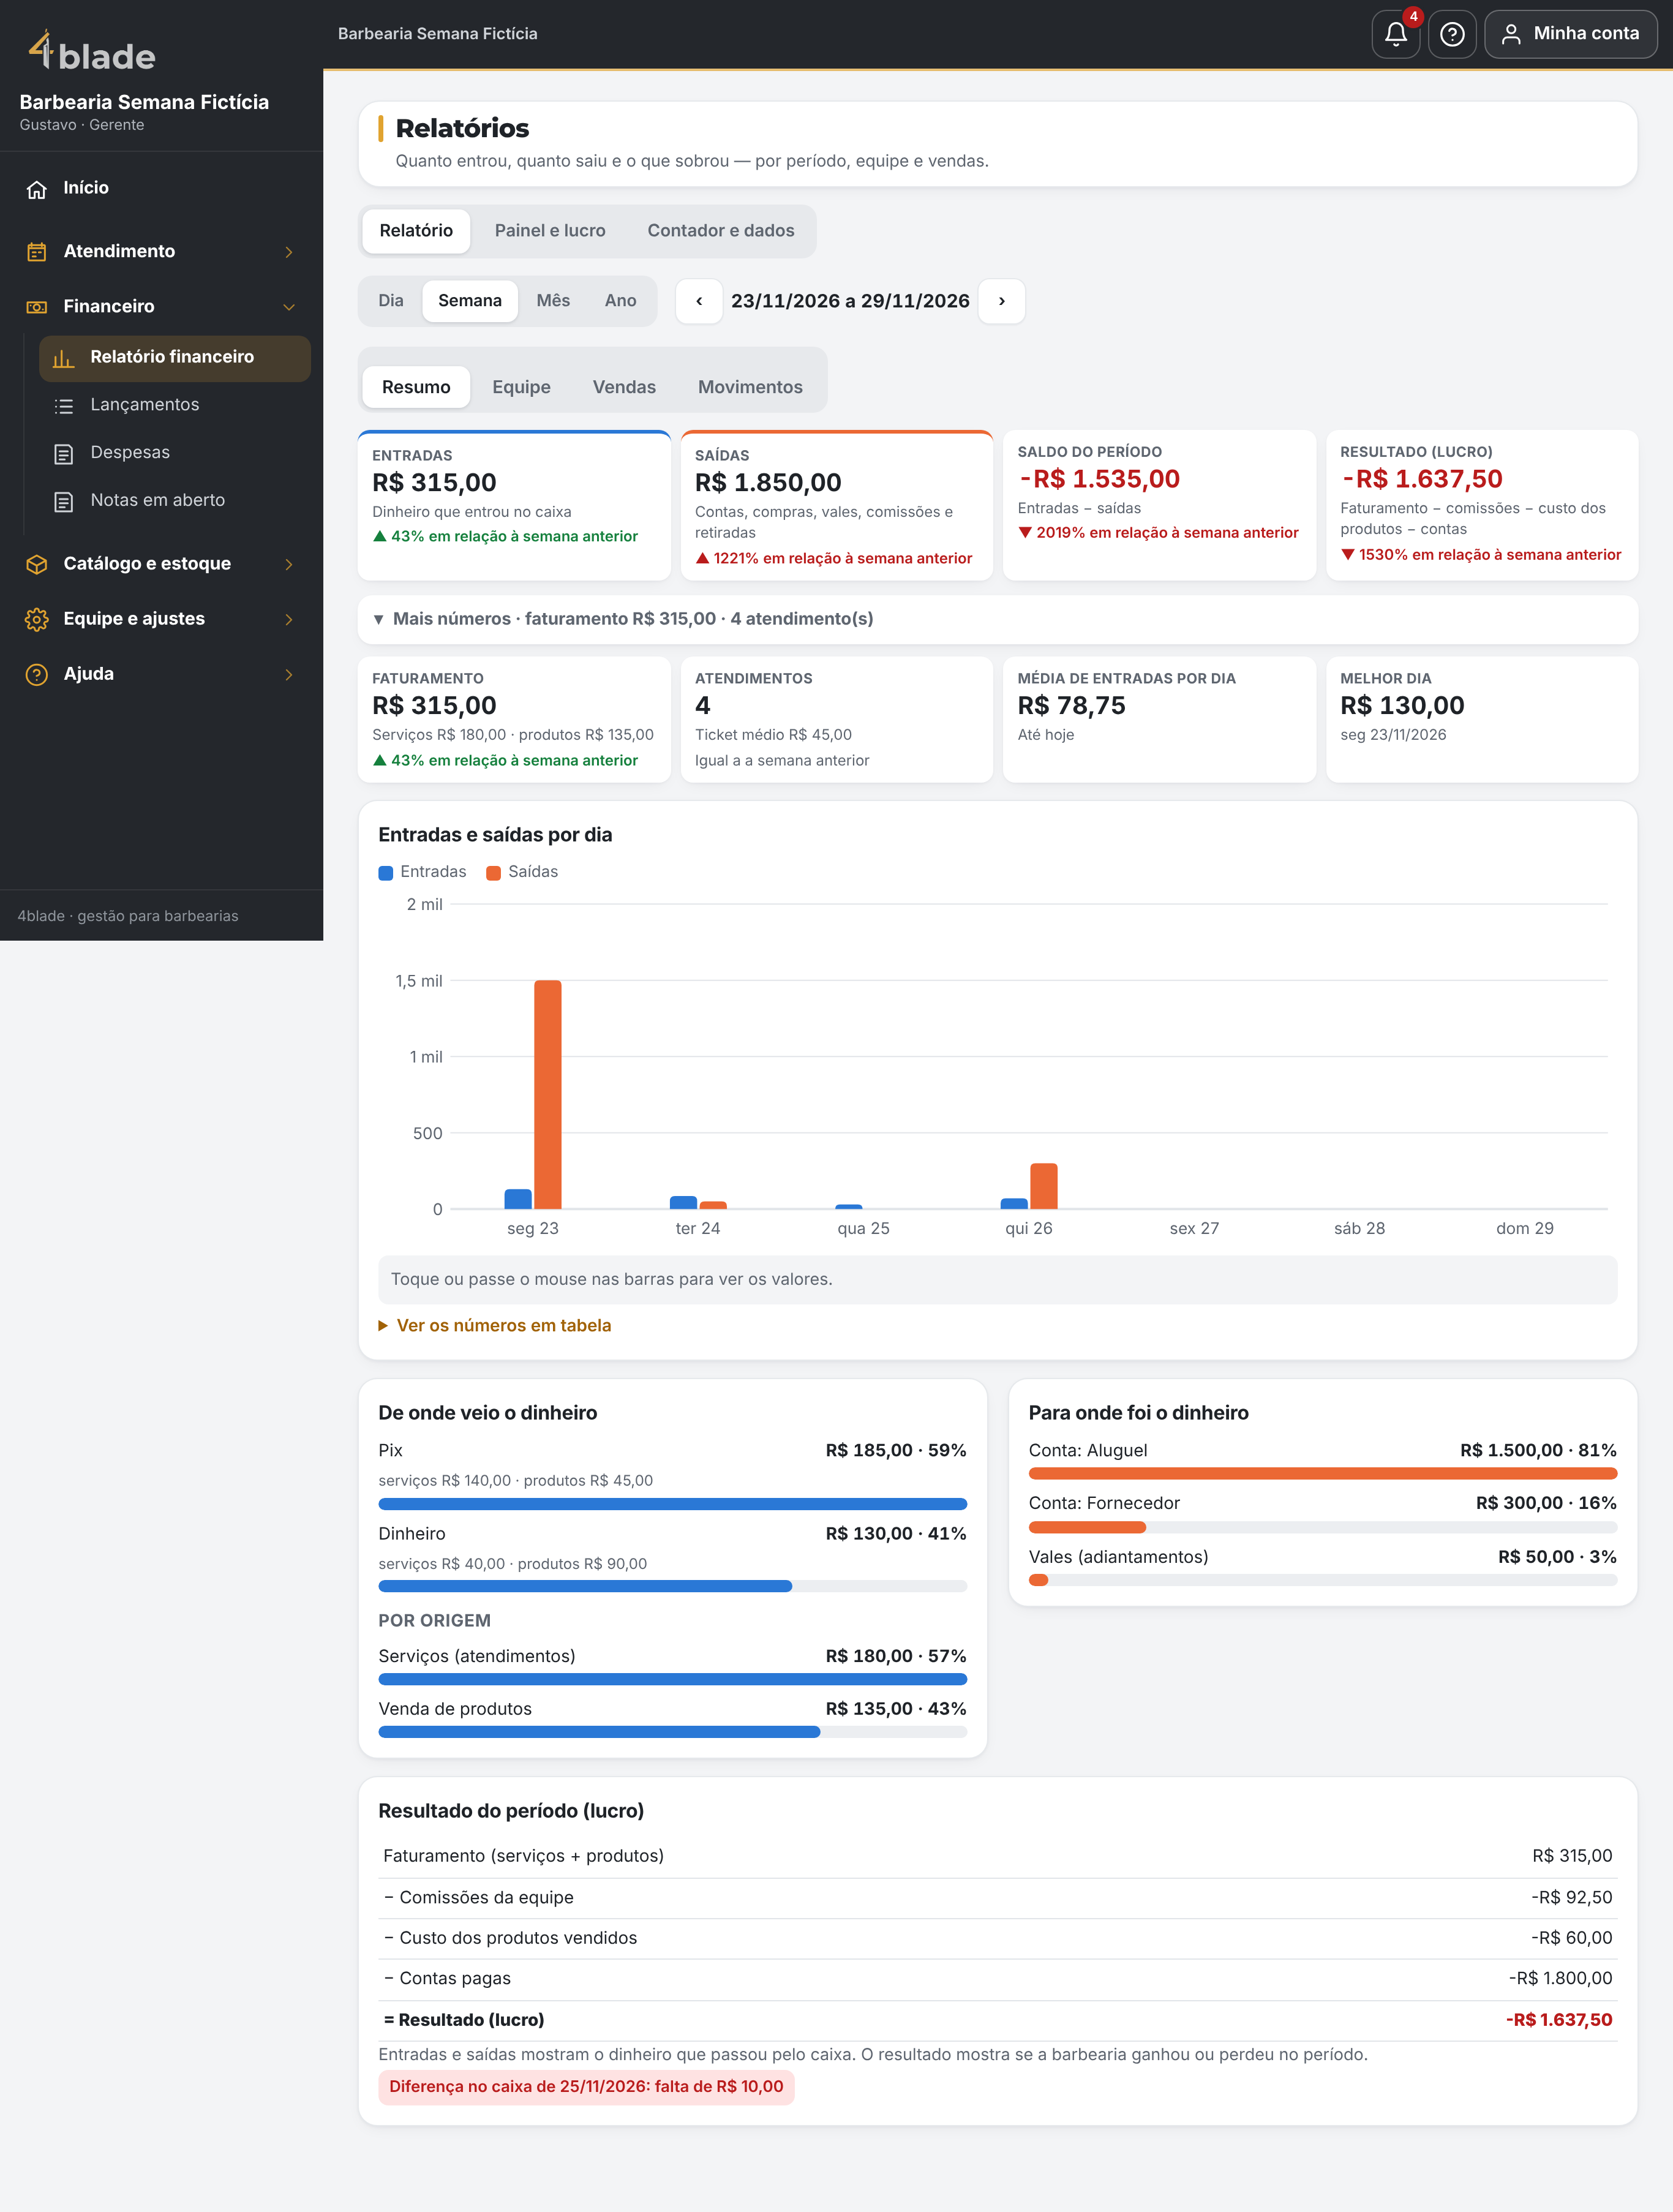 4blade
Barbearia Semana Fictícia
Gustavo · Gerente
Início
Atendimento
Financeiro
Relatório financeiro
Lançamentos
Despesas
Notas em aberto
Catálogo e estoque
Equipe e ajustes
Ajuda
4blade · gestão para barbearias
Barbearia Semana Fictícia
4
Minha conta
Relatórios
Quanto entrou, quanto saiu e o que sobrou — por período, equipe e vendas.
Relatório Painel e lucro Contador e dados
Dia Semana Mês Ano ‹ 23/11/2026 a 29/11/2026 ›
Resumo Equipe Vendas Movimentos
ENTRADAS
R$ 315,00
Dinheiro que entrou no caixa
▲ 43% em relação à semana anterior
SAÍDAS
R$ 1.850,00
Contas, compras, vales, comissões e
retiradas
▲ 1221% em relação à semana anterior
SALDO DO PERÍODO
-R$ 1.535,00
Entradas − saídas
▼ 2019% em relação à semana anterior
RESULTADO (LUCRO)
-R$ 1.637,50
Faturamento − comissões − custo dos
produtos − contas
▼ 1530% em relação à semana anterior
▼ Mais números · faturamento R$ 315,00 · 4 atendimento(s)
FATURAMENTO
R$ 315,00
Serviços R$ 180,00 · produtos R$ 135,00
▲ 43% em relação à semana anterior
ATENDIMENTOS
4
Ticket médio R$ 45,00
Igual a a semana anterior
MÉDIA DE ENTRADAS POR DIA
R$ 78,75
Até hoje
MELHOR DIA
R$ 130,00
seg 23/11/2026
Entradas e saídas por dia
Entradas Saídas
2 mil
1,5 mil
1 mil
500
0
seg 23 ter 24 qua 25 qui 26 sex 27 sáb 28 dom 29
Toque ou passe o mouse nas barras para ver os valores.
▶ Ver os números em tabela
De onde veio o dinheiro
Pix R$ 185,00 · 59%
serviços R$ 140,00 · produtos R$ 45,00
Dinheiro R$ 130,00 · 41%
serviços R$ 40,00 · produtos R$ 90,00
POR ORIGEM
Serviços (atendimentos) R$ 180,00 · 57%
Venda de produtos R$ 135,00 · 43%
Para onde foi o dinheiro
Conta: Aluguel R$ 1.500,00 · 81%
Conta: Fornecedor R$ 300,00 · 16%
Vales (adiantamentos) R$ 50,00 · 3%
Resultado do período (lucro)
Faturamento (serviços + produtos) R$ 315,00
− Comissões da equipe -R$ 92,50
− Custo dos produtos vendidos -R$ 60,00
− Contas pagas -R$ 1.800,00
= Resultado (lucro) -R$ 1.637,50
Entradas e saídas mostram o dinheiro que passou pelo caixa. O resultado mostra se a barbearia ganhou ou perdeu no período.
Diferença no caixa de 25/11/2026: falta de R$ 10,00